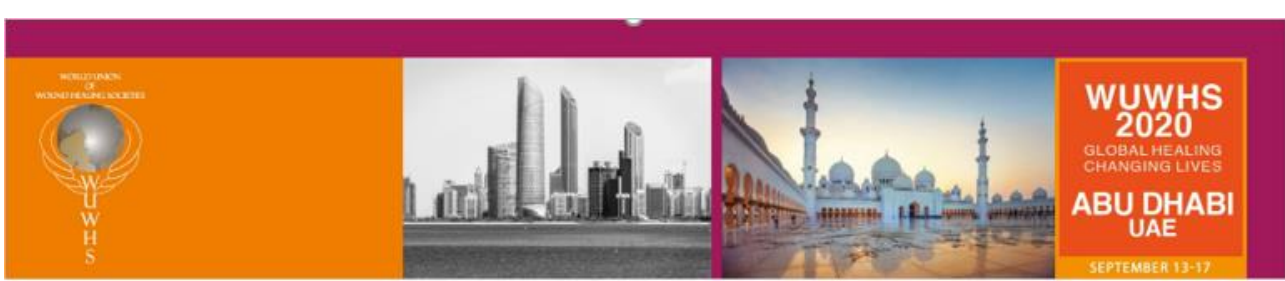 WORLD UNION
OF
WOUND HEALING SOCIETIES
W
U
W
H
S
WUWHS
2020
GLOBAL HEALING
CHANGING LIVES
ABU DHABI
UAE
SEPTEMBER 13-17